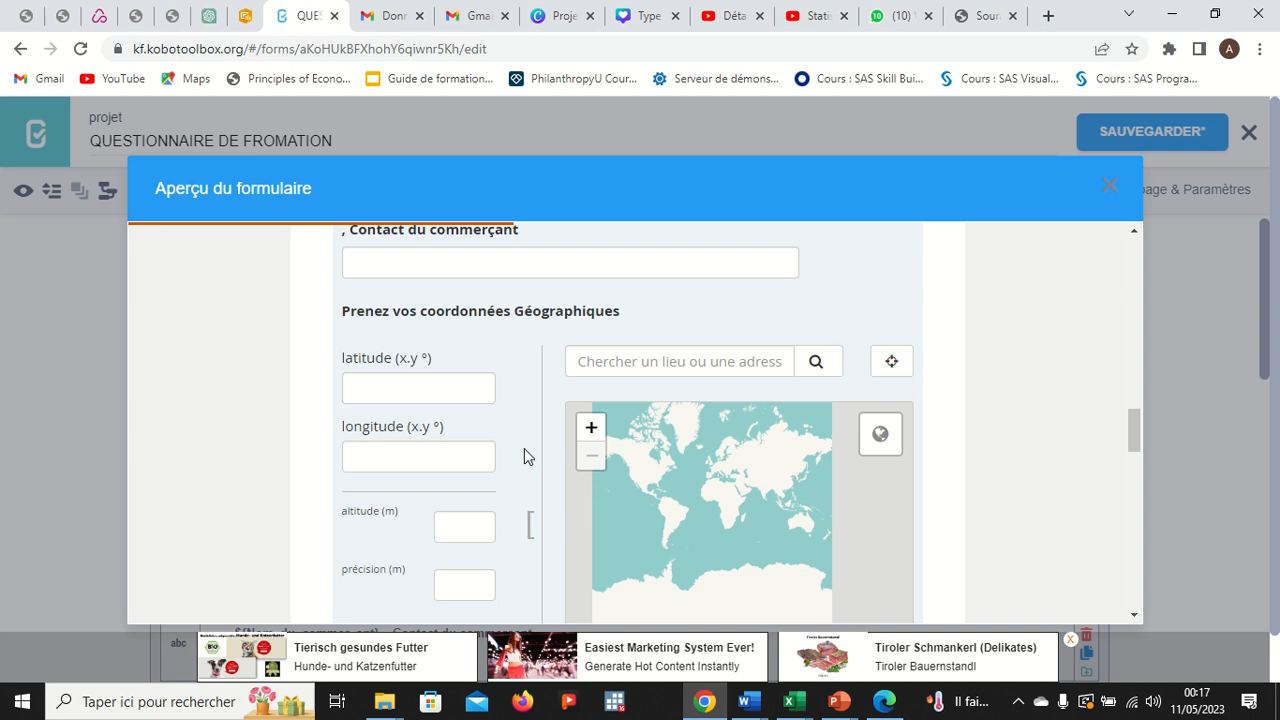 QUES
Donr
Gma
Proje
Type
Déta
Statis
(10) V
Sour
kf.kobotoolbox.org/#/forms/aKoHUkBFXhohY6qiwnr5Kh/edit
A
Gmail
YouTube
Maps
Principles of Econo...
Guide de formation...
PhilanthropyU Cour...
Serveur de démons...
Cours : SAS Skill Bui...
Cours : SAS Visual...
Cours : SAS Progra...
projet
QUESTIONNAIRE DE FROMATION
SAUVEGARDER*
page & Paramètres
Aperçu du formulaire
, Contact du commerçant
Prenez vos coordonnées Géographiques
latitude (x.y °)
Chercher un lieu ou une adress
longitude (x.y °)
+
−
altitude (m)
précision (m)
abc
Tierisch gesundes Futter
Hunde- und Katzenfutter
Easiest Marketing System Ever!
Generate Hot Content Instantly
Tiroler Schmankerl (Delikates)
Tiroler Bauernstandl
Taper ici pour rechercher
Il fai...
00:17
11/05/2023